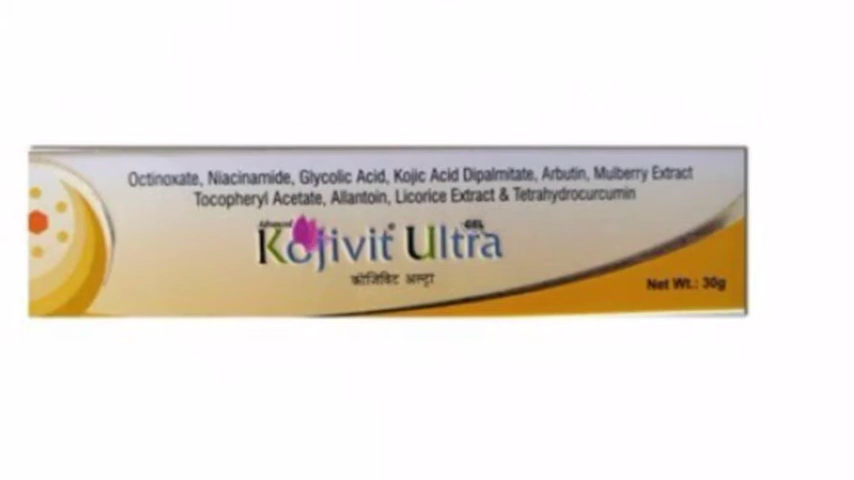 Octinoxate, Niacinamide, Glycolic Acid, Kojic Acid Dipalmitate, Arbutin, Mulberry Extract
Tocopheryl Acetate, Allantoin, Licorice Extract & Tetrahydrocurcumin
Advanced
GEL
Kojivit® Ultra
कोजिविट अल्ट्रा
Net Wt.: 30g